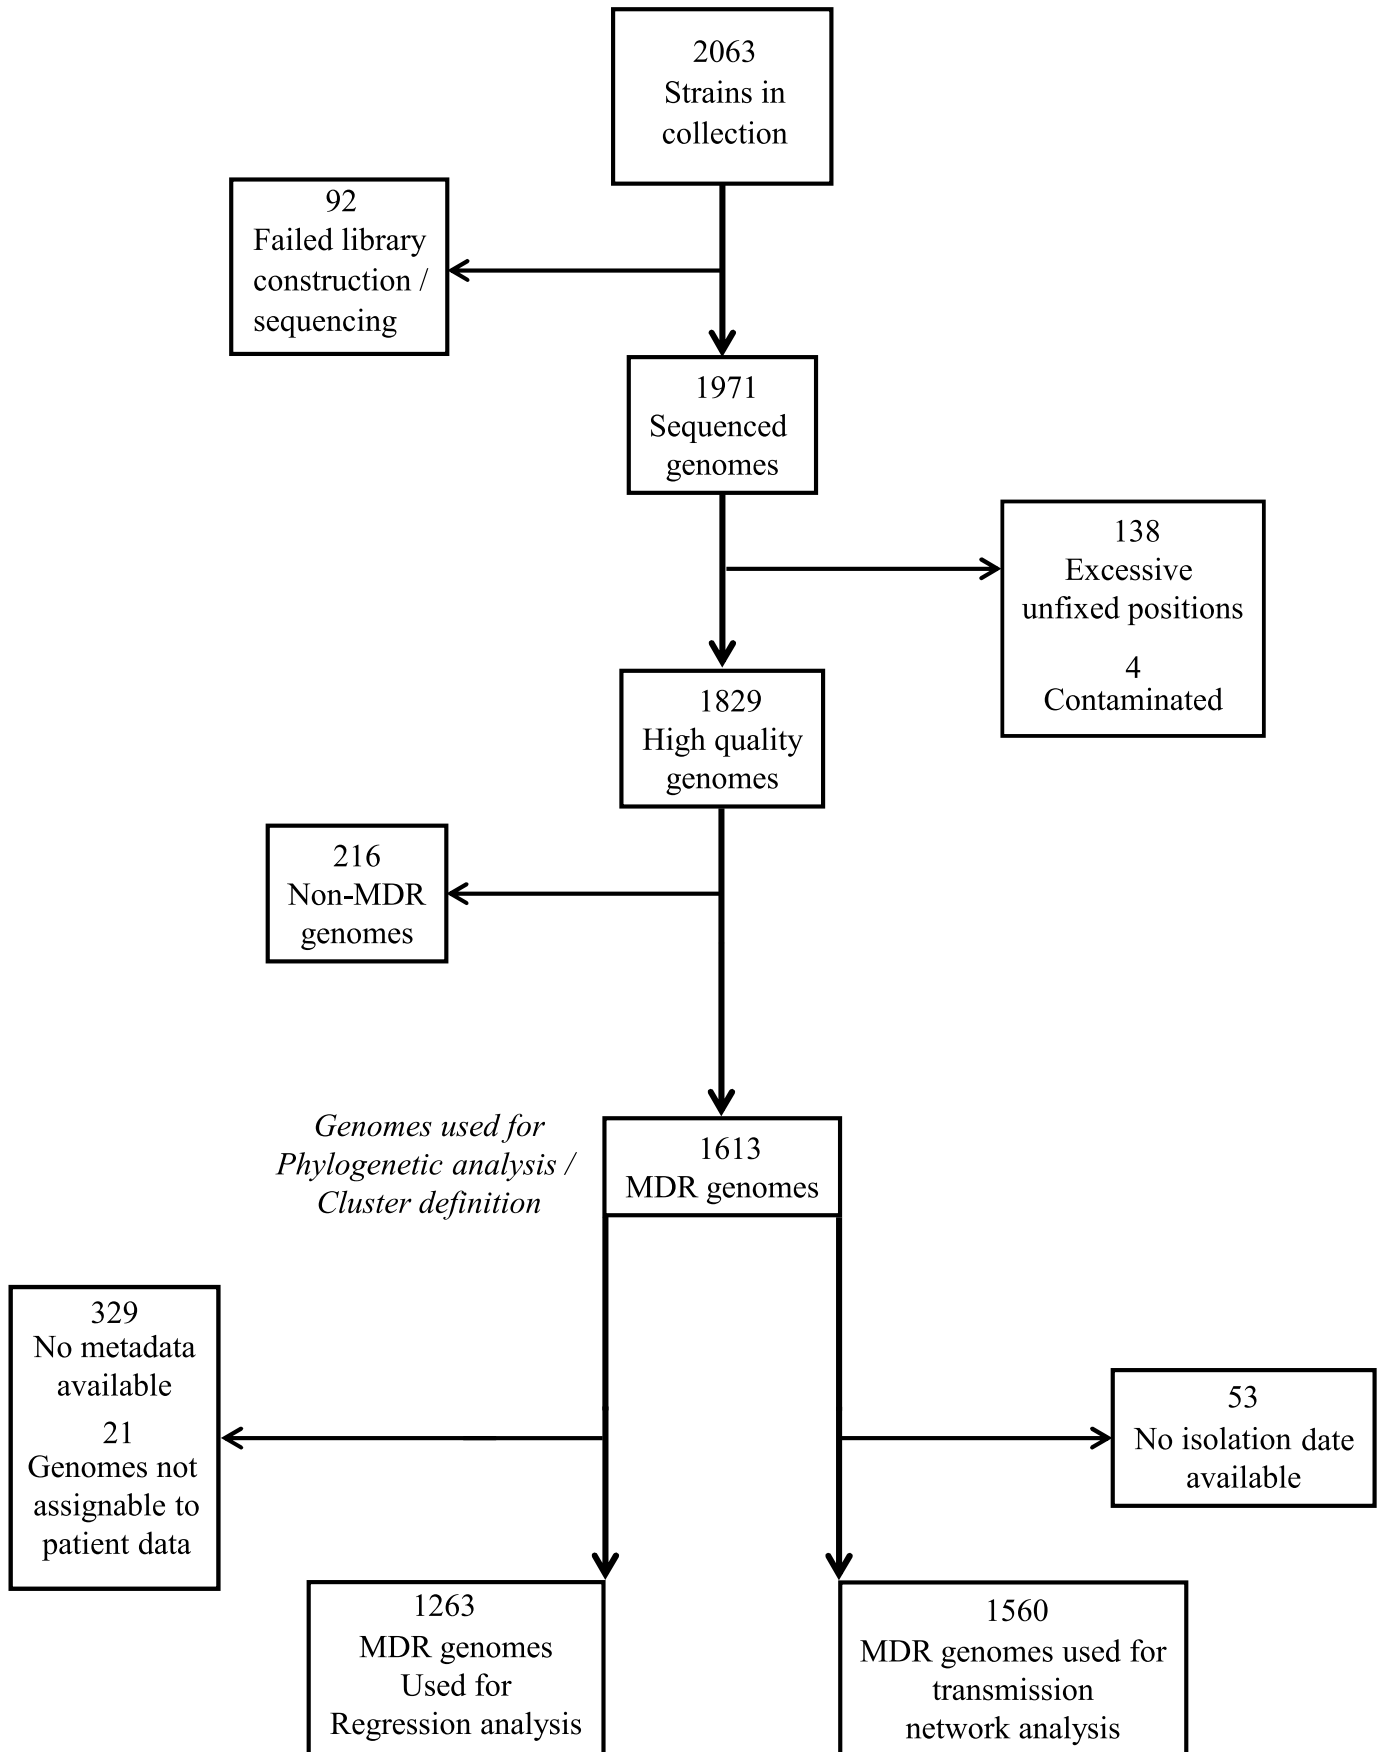 2063
Strains in
collection
92
Failed library
construction /
sequencing
1971
Sequenced
genomes
138
Excessive
unfixed positions
4
Contaminated
1829
High quality
genomes
216
Non-MDR
genomes
Genomes used for
Phylogenetic analysis /
Cluster definition
1613
MDR genomes
329
No metadata
available
21
Genomes not
assignable to
patient data
53
No isolation date
available
1263
MDR genomes
Used for
Regression analysis
1560
MDR genomes used for
transmission
network analysis